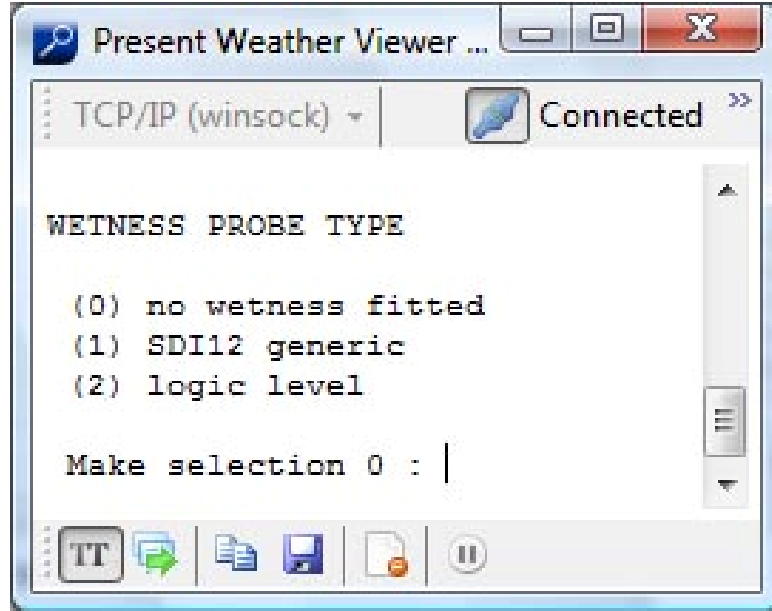 Present Weather Viewer ...
TCP/IP (winsock) Connected
WETNESS PROBE TYPE
(0) no wetness fitted
(1) SDI12 generic
(2) logic level
Make selection 0 :
TT